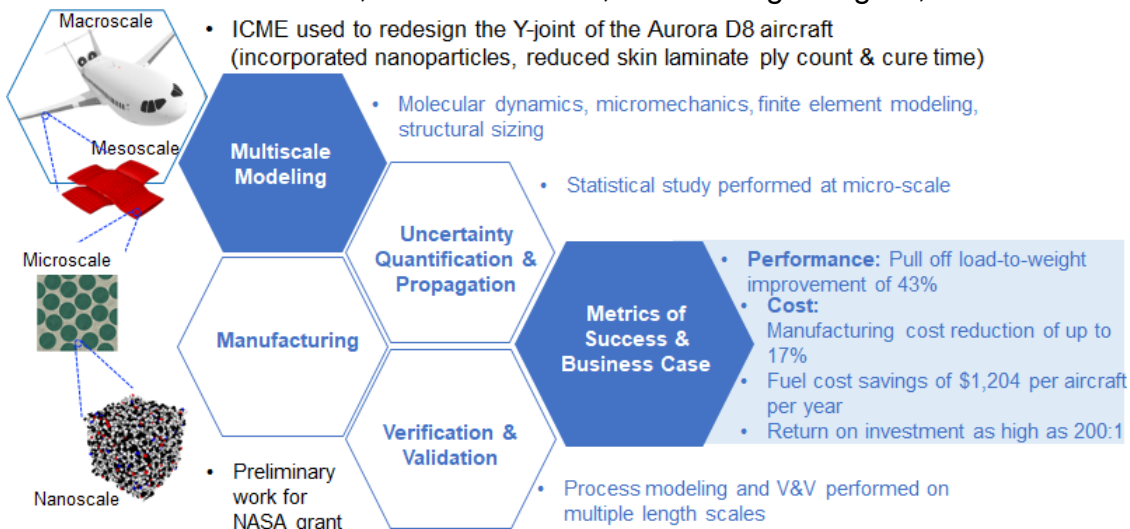 Macroscale
• ICME used to redesign the Y-joint of the Aurora D8 aircraft
(incorporated nanoparticles, reduced skin laminate ply count & cure time)
Mesoscale
Multiscale
Modeling
• Molecular dynamics, micromechanics, finite element modeling,
structural sizing
• Statistical study performed at micro-scale
Uncertainty
Quantification &
Propagation
Microscale
Manufacturing
Metrics of
Success &
Business Case
• Performance: Pull off load-to-weight
improvement of 43%
• Cost:
Manufacturing cost reduction of up to
17%
• Fuel cost savings of $1,204 per aircraft
per year
• Return on investment as high as 200:1
Verification &
Validation
Nanoscale
• Preliminary
work for
NASA grant
• Process modeling and V&V performed on
multiple length scales